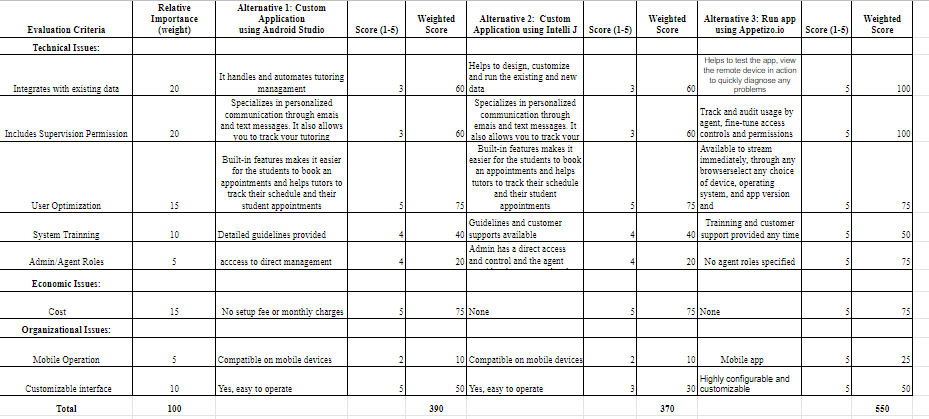 Evaluation Criteria
Relative
Importance
(weight)
Alternative 1: Custom
Application
using Android Studio
Score (1-5)
Weighted
Score
Alternative 2: Custom
Application using Intelli J
Score (1-5)
Weighted
Score
Alternative 3: Run app
using Appetizo.io
Score (1-5)
Weighted
Score
Technical Issues:
Integrates with existing data
20
It handles and automates tutoring
managament
3
60
Helps to design, customize
and run the existing and new
data
3
60
Helps to test the app, view
the remote device in action
to quickly diagnose any
problems
5
100
Includes Supervision Permission
20
Specializes in personalized
communication through emais
and text messages. It also allows
you to track your tutoring
3
60
Specializes in personalized
communication through
emais and text messages. It
also allows you to track your
3
60
Track and audit usage by
agent, fine-tune access
controls and permissions
5
100
User Optimization
15
Built-in features makes it easier
for the students to book an
appointments and helps tutors to
track their schedule and their
student appointments
5
75
Built-in features makes it
easier for the students to book
an appointments and helps
tutors to track their schedule
and their student
appointments
5
75
Available to stream
immediately, through any
browserselect any choice
of device, operating
system, and app version
and
5
75
System Trainning
10
Detailed guidelines provided
4
40
Guidelines and customer
supports available
4
40
Trainning and customer
support provided any time
5
50
Admin/Agent Roles
5
acccess to direct management
4
20
Admin has a direct access
and control and the agent
4
20
No agent roles specified
5
75
Economic Issues:
Cost
15
No setup fee or monthly charges
5
75
None
5
75
None
5
75
Organizational Issues:
Mobile Operation
5
Compatible on mobile devices
2
10
Compatible on mobile devices
2
10
Mobile app
5
25
Customizable interface
10
Yes, easy to operate
5
50
Yes, easy to operate
3
30
Highly configurable and
customizable
5
50
Total
100
390
370
550